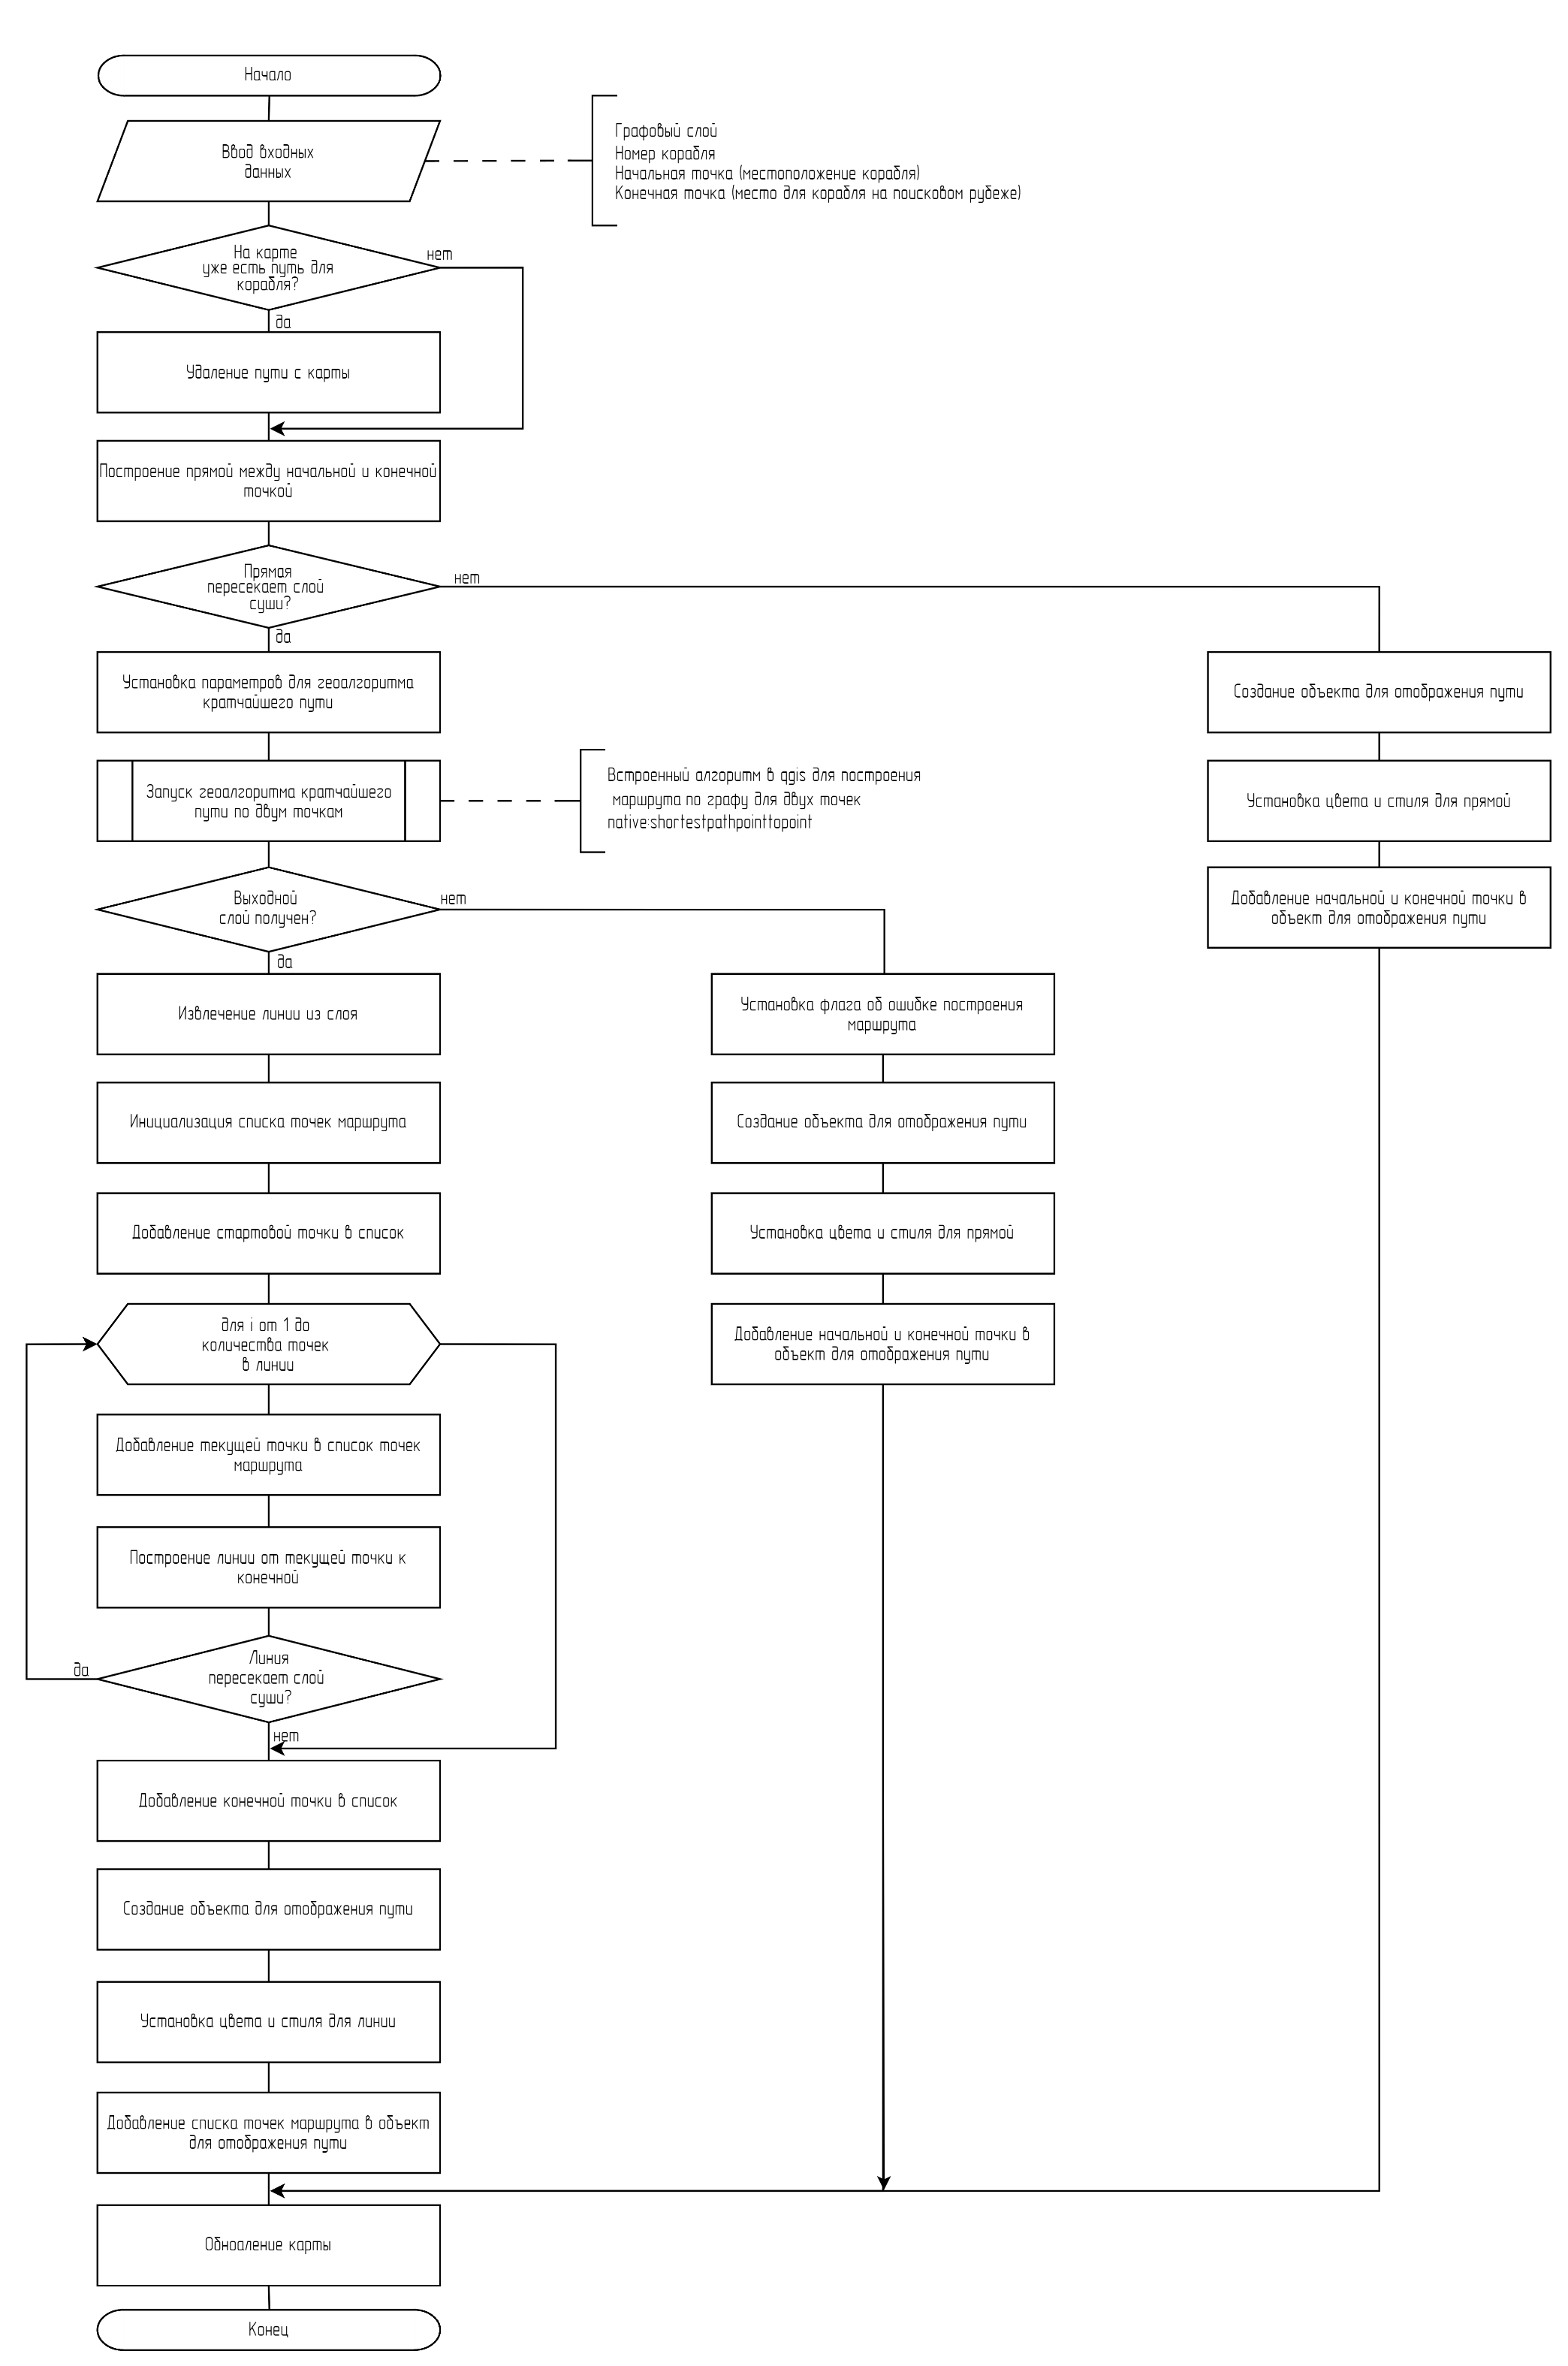 Начало
Ввод входных
данных
Графовый слой
Номер корабля
Начальная точка (местоположение корабля)
Конечная точка (место для корабля на поисковом рубеже)
На карте
уже есть путь для
корабля?
нет
да
Удаление пути с карты
Построение прямой между начальной и конечной
точкой
Прямая
пересекает слой
суши?
нет
да
Установка параметров для геоалгоритма
кратчайшего пути
Создание объекта для отображения пути
Запуск геоалгоритма кратчайшего
пути по двум точкам
Встроенный алгоритм в qgis для построения
маршрута по графу для двух точек
native:shortestpathpointtopoint
Установка цвета и стиля для прямой
Выходной
слой получен?
нет
да
Добавление начальной и конечной точки в
объект для отображения пути
Извлечение линии из слоя
Установка флага об ошибке построения
маршрута
Инициализация списка точек маршрута
Создание объекта для отображения пути
Добавление стартовой точки в список
Установка цвета и стиля для прямой
для i от 1 до
количества точек
в линии
Добавление начальной и конечной точки в
объект для отображения пути
Добавление текущей точки в список точек
маршрута
Построение линии от текущей точки к
конечной
Линия
пересекает слой
суши?
да
нет
Добавление конечной точки в список
Создание объекта для отображения пути
Установка цвета и стиля для линии
Добавление списка точек маршрута в объект
для отображения пути
Обноаление карты
Конец